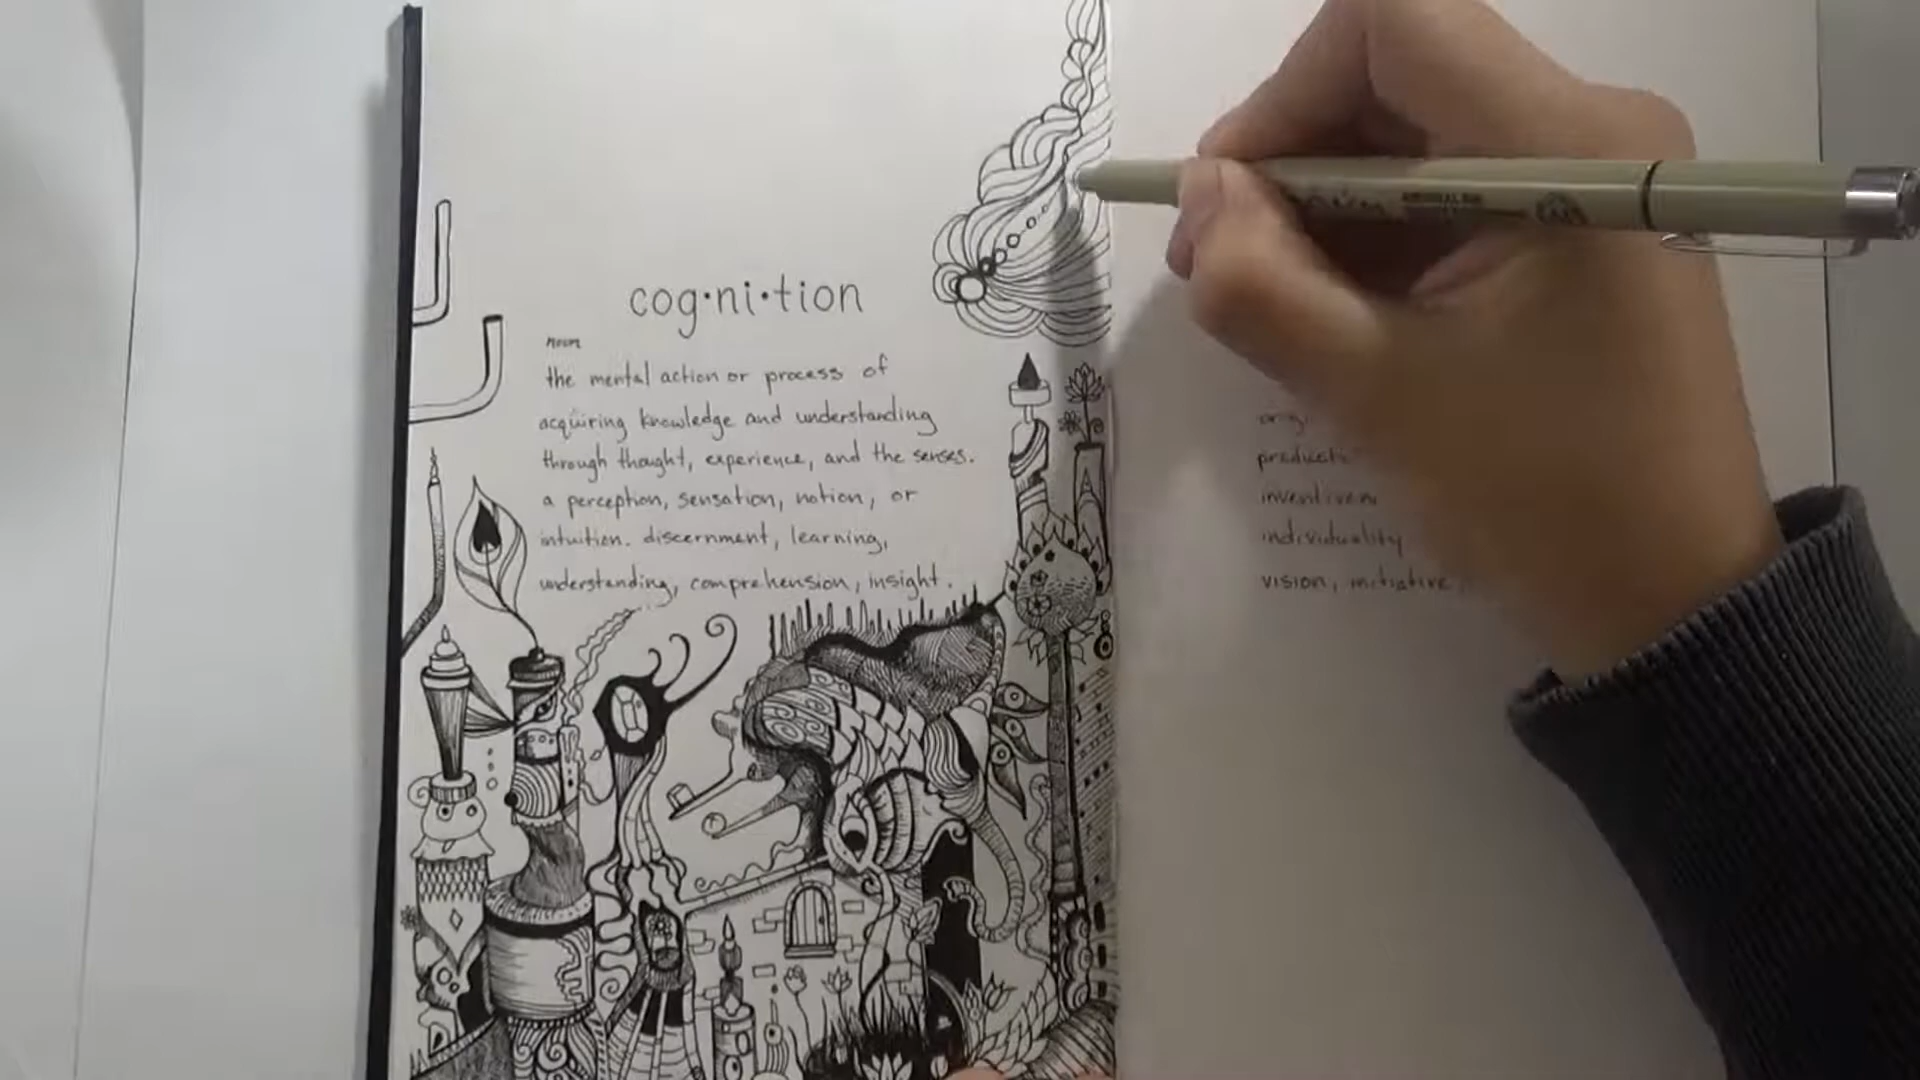 cog·ni·tion
noun
the mental action or process of
acquiring knowledge and understanding
through thought, experience, and the senses.
a perception, sensation, notion, or
intuition. discernment, learning,
understanding, comprehension, insight.
individuality
vision, initiative